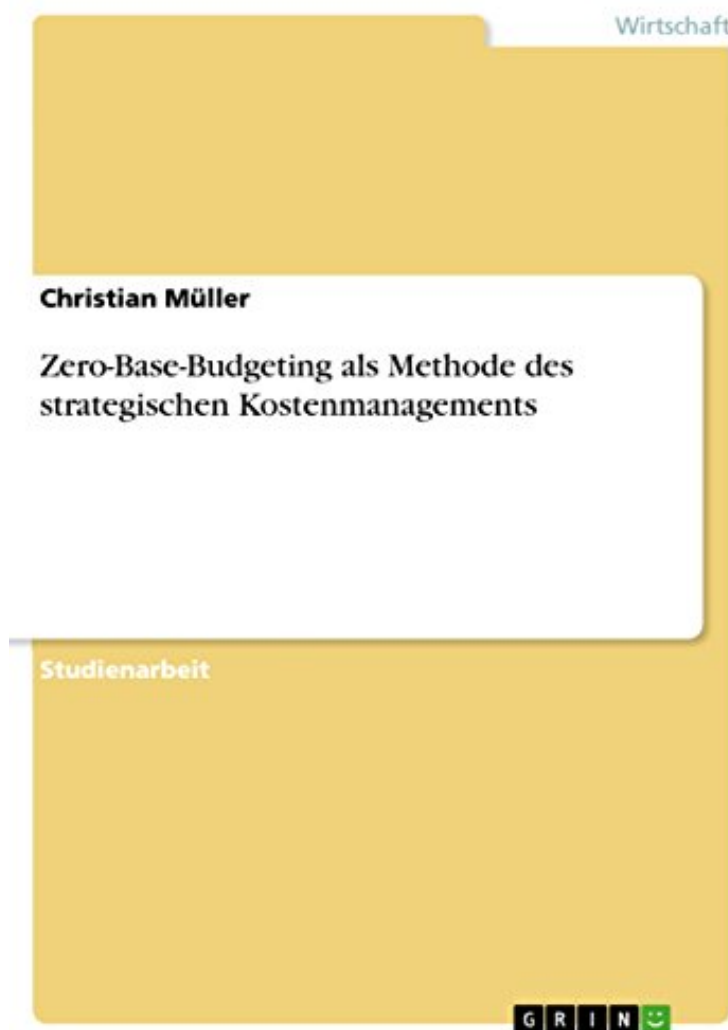 Wirtschaft
Christian Müller
Zero-Base-Budgeting als Methode des
strategischen Kostenmanagements
Studienarbeit
GRIN